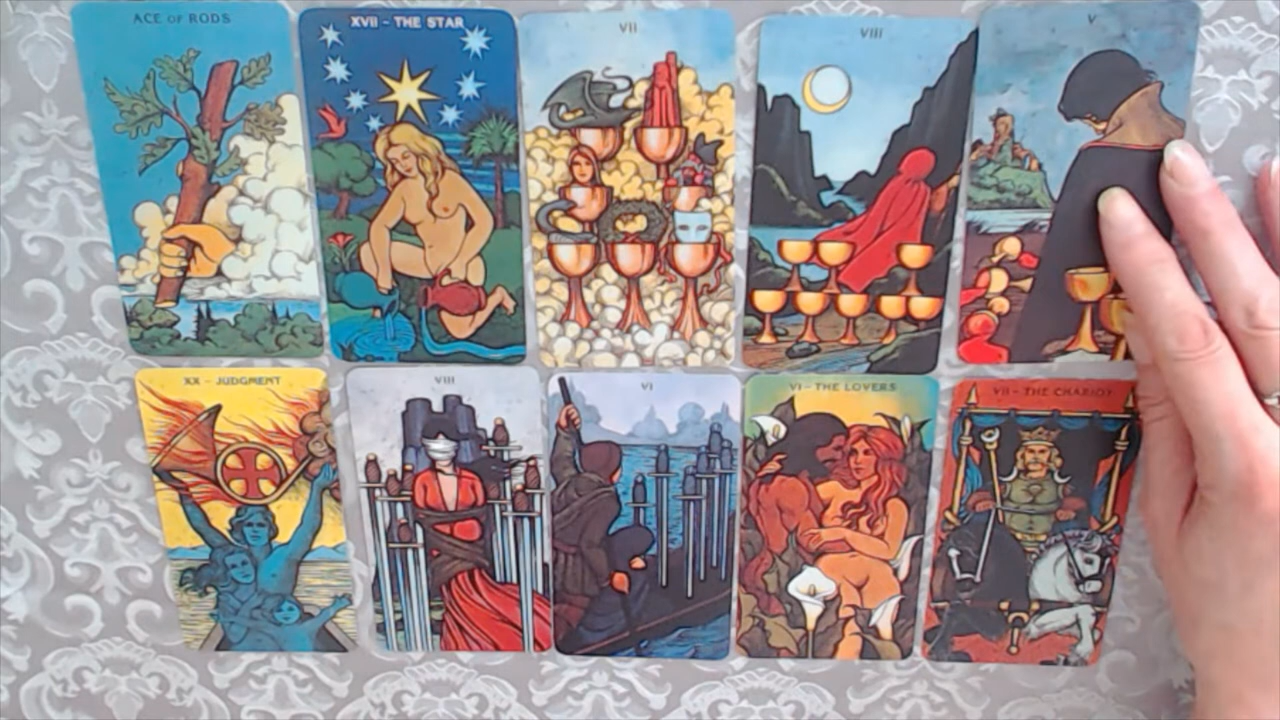 ACE OF RODS
XVII - THE STAR
VII
VIII
V
XX - JUDGMENT
VIII
VI
VI - THE LOVERS
VII - THE CHARIOT